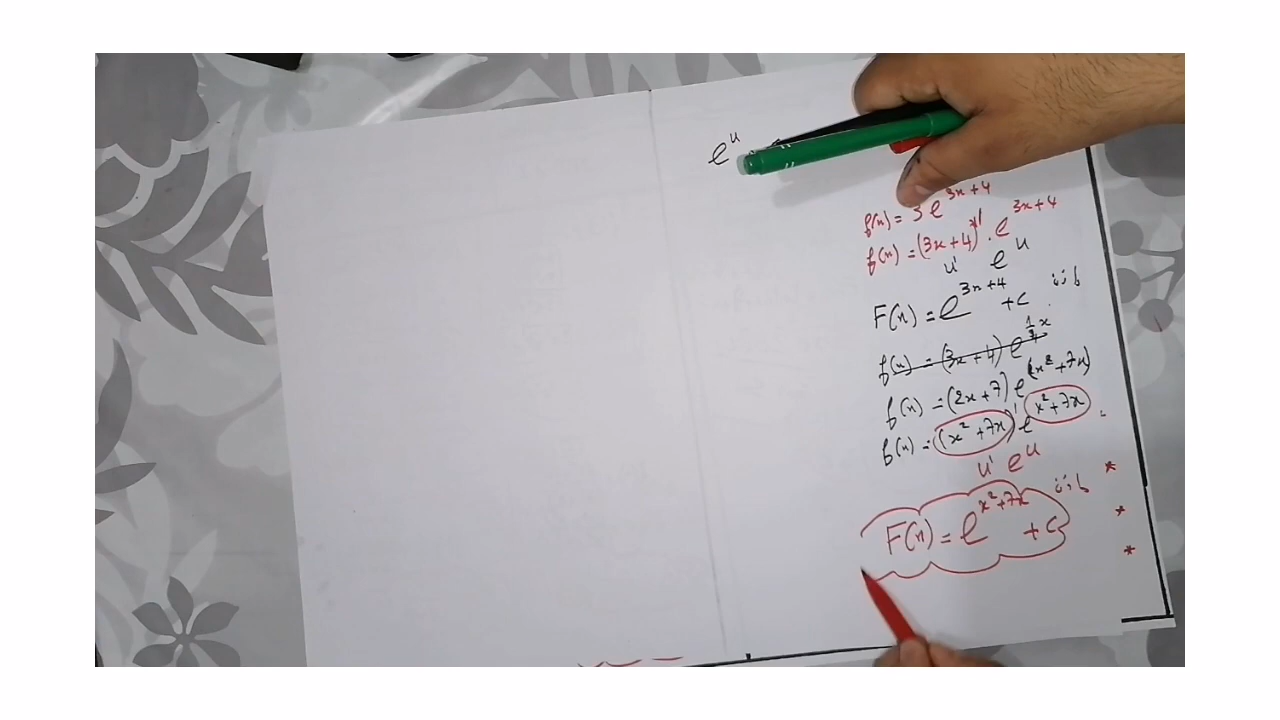 e^u
f(x) = 3 e^{3x+4}
f(x) = (3x+4)' . e^{3x+4}
u' e^u
F(x) = e^{3x+4} + c
f(x) = (2x+7) e^{(x²+7x)}
f(x) = (x²+7x)' e^{x²+7x}
u' e^u
F(x) = e^{x²+7x} + c